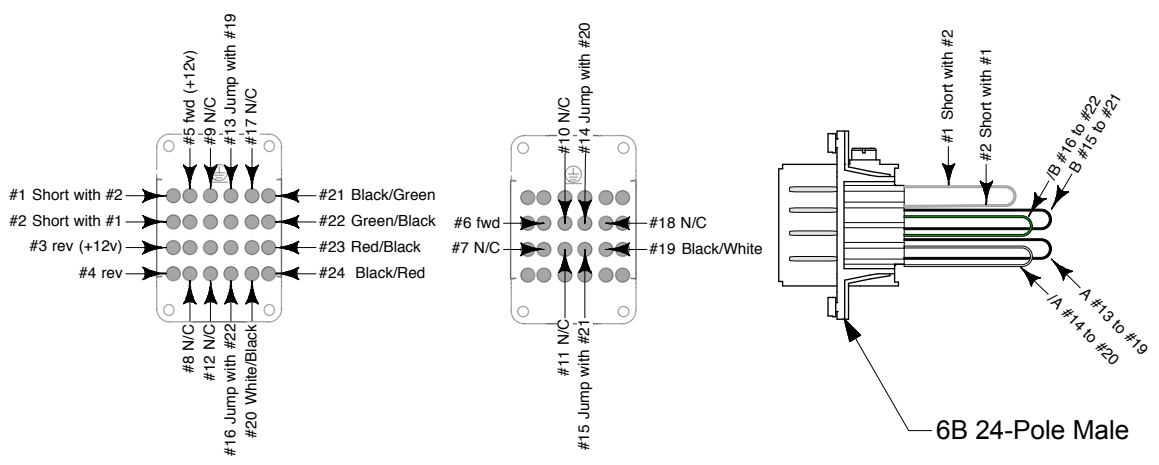 #5 fwd (+12v)
#9 N/C
#13 Jump with #19
#17 N/C
#1 Short with #2
#2 Short with #1
#3 rev (+12v)
#4 rev
#21 Black/Green
#22 Green/Black
#23 Red/Black
#24 Black/Red
#8 N/C
#12 N/C
#16 Jump with #22
#20 White/Black
#10 N/C
#14 Jump with #20
#6 fwd
#7 N/C
#18 N/C
#19 Black/White
#11 N/C
#15 Jump with #21
#1 Short with #2
#2 Short with #1
/B #16 to #22
B #15 to #21
A #13 to #19
/A #14 to #20
6B 24-Pole Male